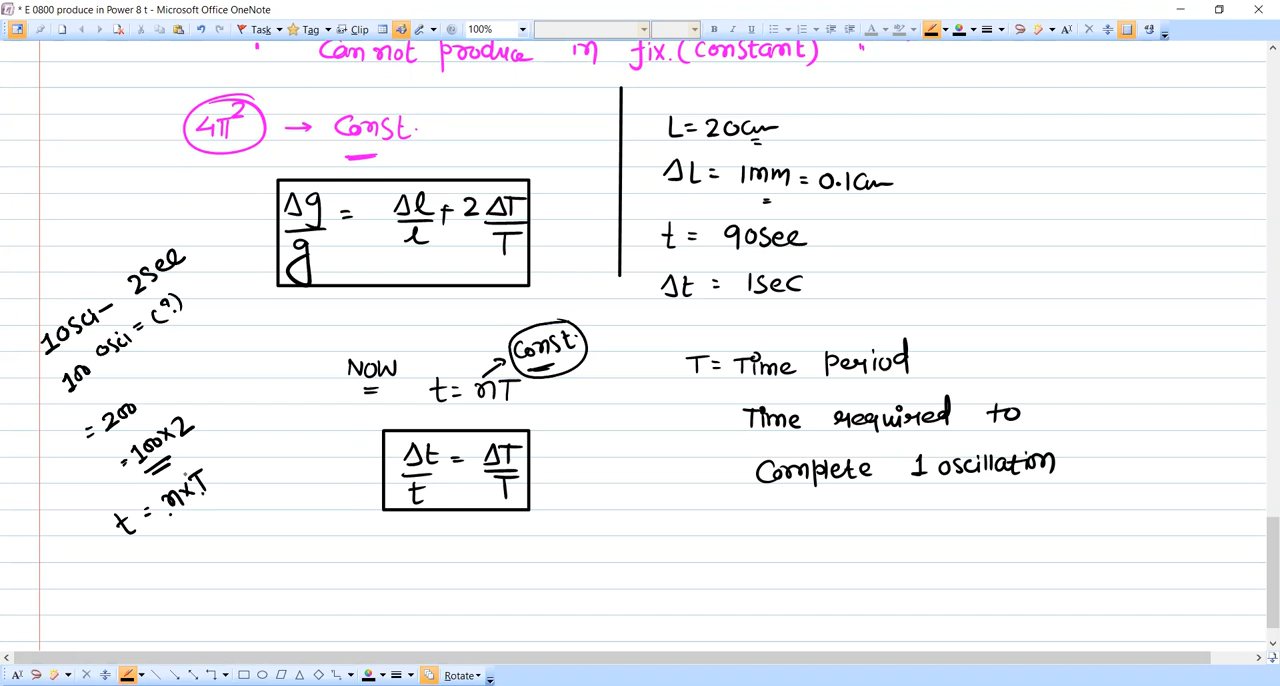 * E 0800 produce in Power 8 t - Microsoft Office OneNote
Task Tag 100%
Can not produce in fix. (Constant) "
4π² → Const.
Δg/g = Δl/l + 2 ΔT/T
L = 20cm
ΔL = 1mm = 0.1cm
t = 90sec
Δt = 1sec
1 osci - 2sec
100 osci = (?)
= 200
= 100 × 2
t = n × T
NOW
=
t = nT → Const.
Δt/t = ΔT/T
T = Time period
Time required to
Complete 1 oscillation
Rotate